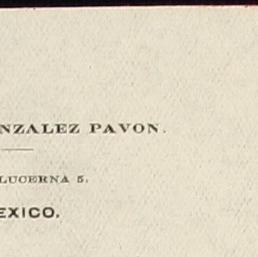 NZALEZ PAVON.
LUCERNA 5.
EXICO.